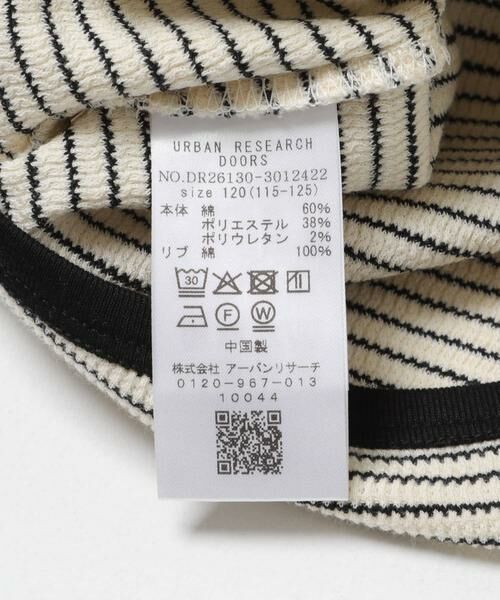 URBAN RESEARCH
DOORS
NO.DR26130-3012422
size 120(115-125)
本体 綿 60%
ポリエステル 38%
ポリウレタン 2%
リブ 綿 100%
30
F W
中国製
株式会社 アーバンリサーチ
0120-967-013
10044